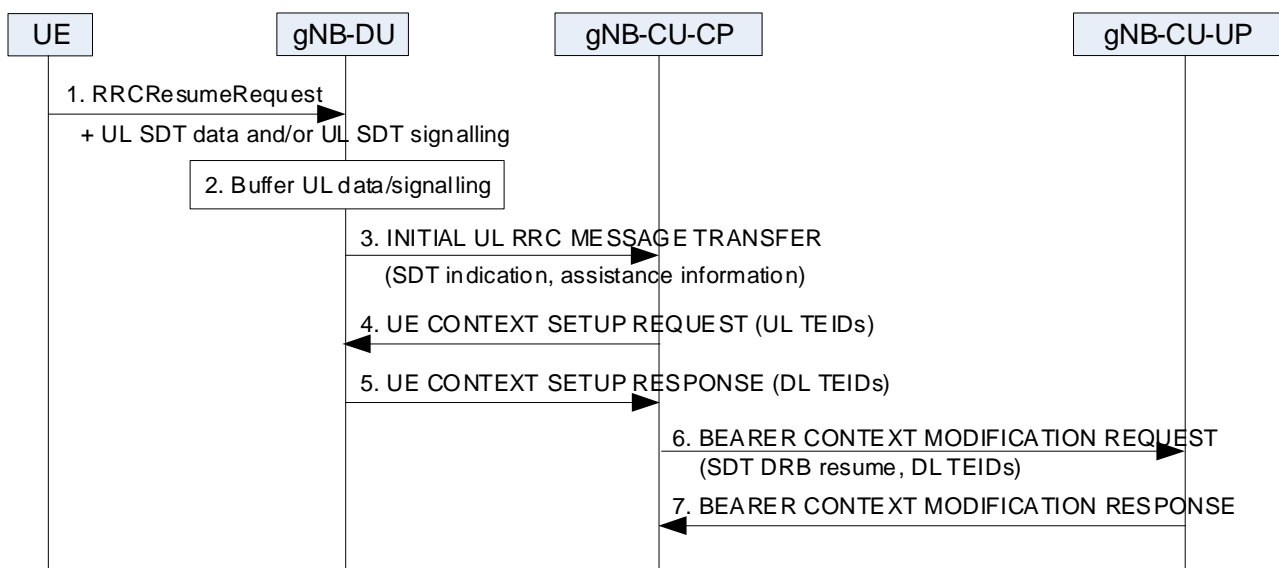 UE
gNB-DU
gNB-CU-CP
gNB-CU-UP
1. RRCResumeRequest
+ UL SDT data and/or UL SDT signalling
2. Buffer UL data/signalling
3. INITIAL UL RRC MESSAGE TRANSFER
(SDT indication, assistance information)
4. UE CONTEXT SETUP REQUEST (UL TEIDs)
5. UE CONTEXT SETUP RESPONSE (DL TEIDs)
6. BEARER CONTEXT MODIFICATION REQUEST
(SDT DRB resume, DL TEIDs)
7. BEARER CONTEXT MODIFICATION RESPONSE